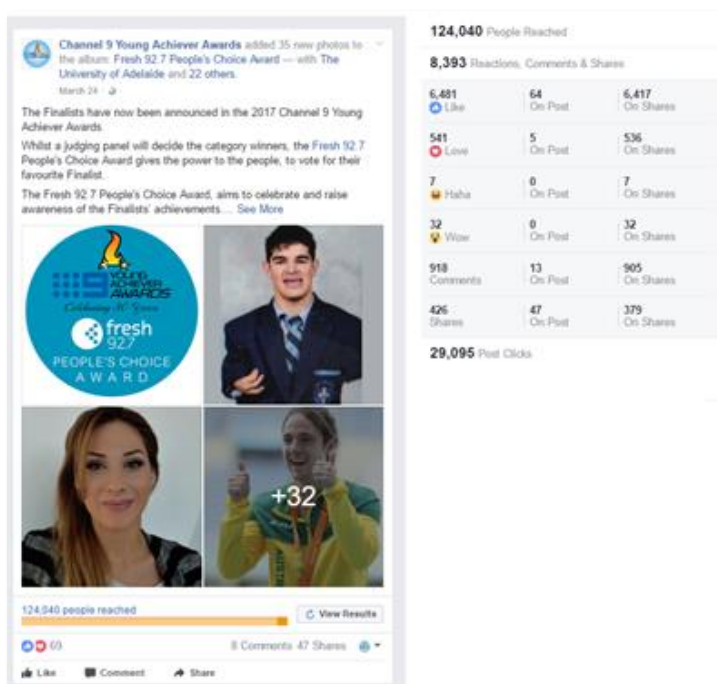 Channel 9 Young Achiever Awards added 35 new photos to
the album: Fresh 92.7 People's Choice Award — with The
University of Adelaide and 22 others.
March 24
The Finalists have now been announced in the 2017 Channel 9 Young
Achiever Awards.
Whilst a judging panel will decide the category winners, the Fresh 92.7
People's Choice Award gives the power to the people, to vote for their
favourite Finalist.
The Fresh 92.7 People's Choice Award, aims to celebrate and raise
awareness of the Finalists' achievements.... See More
9 YOUNG
ACHIEVER
AWARDS
Celebrating 30 Years
fresh
92.7
PEOPLE'S CHOICE
AWARD
+32
124,040 people reached
View Results
69
8 Comments 47 Shares
Like Comment Share
124,040 People Reached
8,393 Reactions, Comments & Shares
6,481 64 6,417
Like On Post On Shares
541 5 536
Love On Post On Shares
7 0 7
Haha On Post On Shares
32 0 32
Wow On Post On Shares
918 13 905
Comments On Post On Shares
426 47 379
Shares On Post On Shares
29,095 Post Clicks